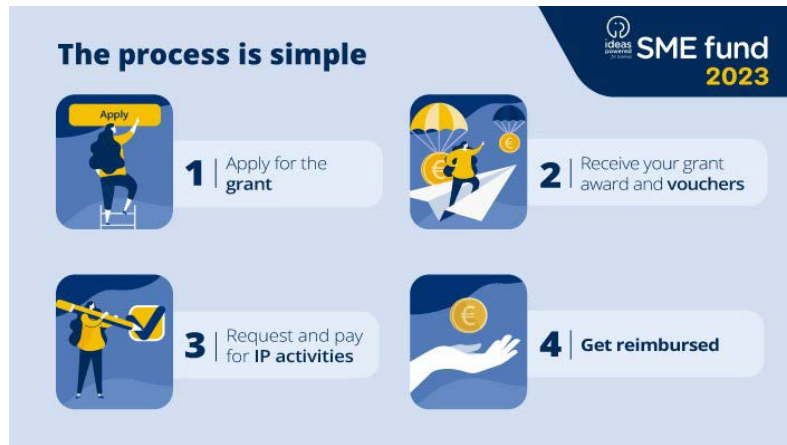 The process is simple
ideas
powered
for business
SME fund
2023
Apply
1
Apply for the
grant
2
Receive your grant
award and vouchers
3
Request and pay
for IP activities
4
Get reimbursed